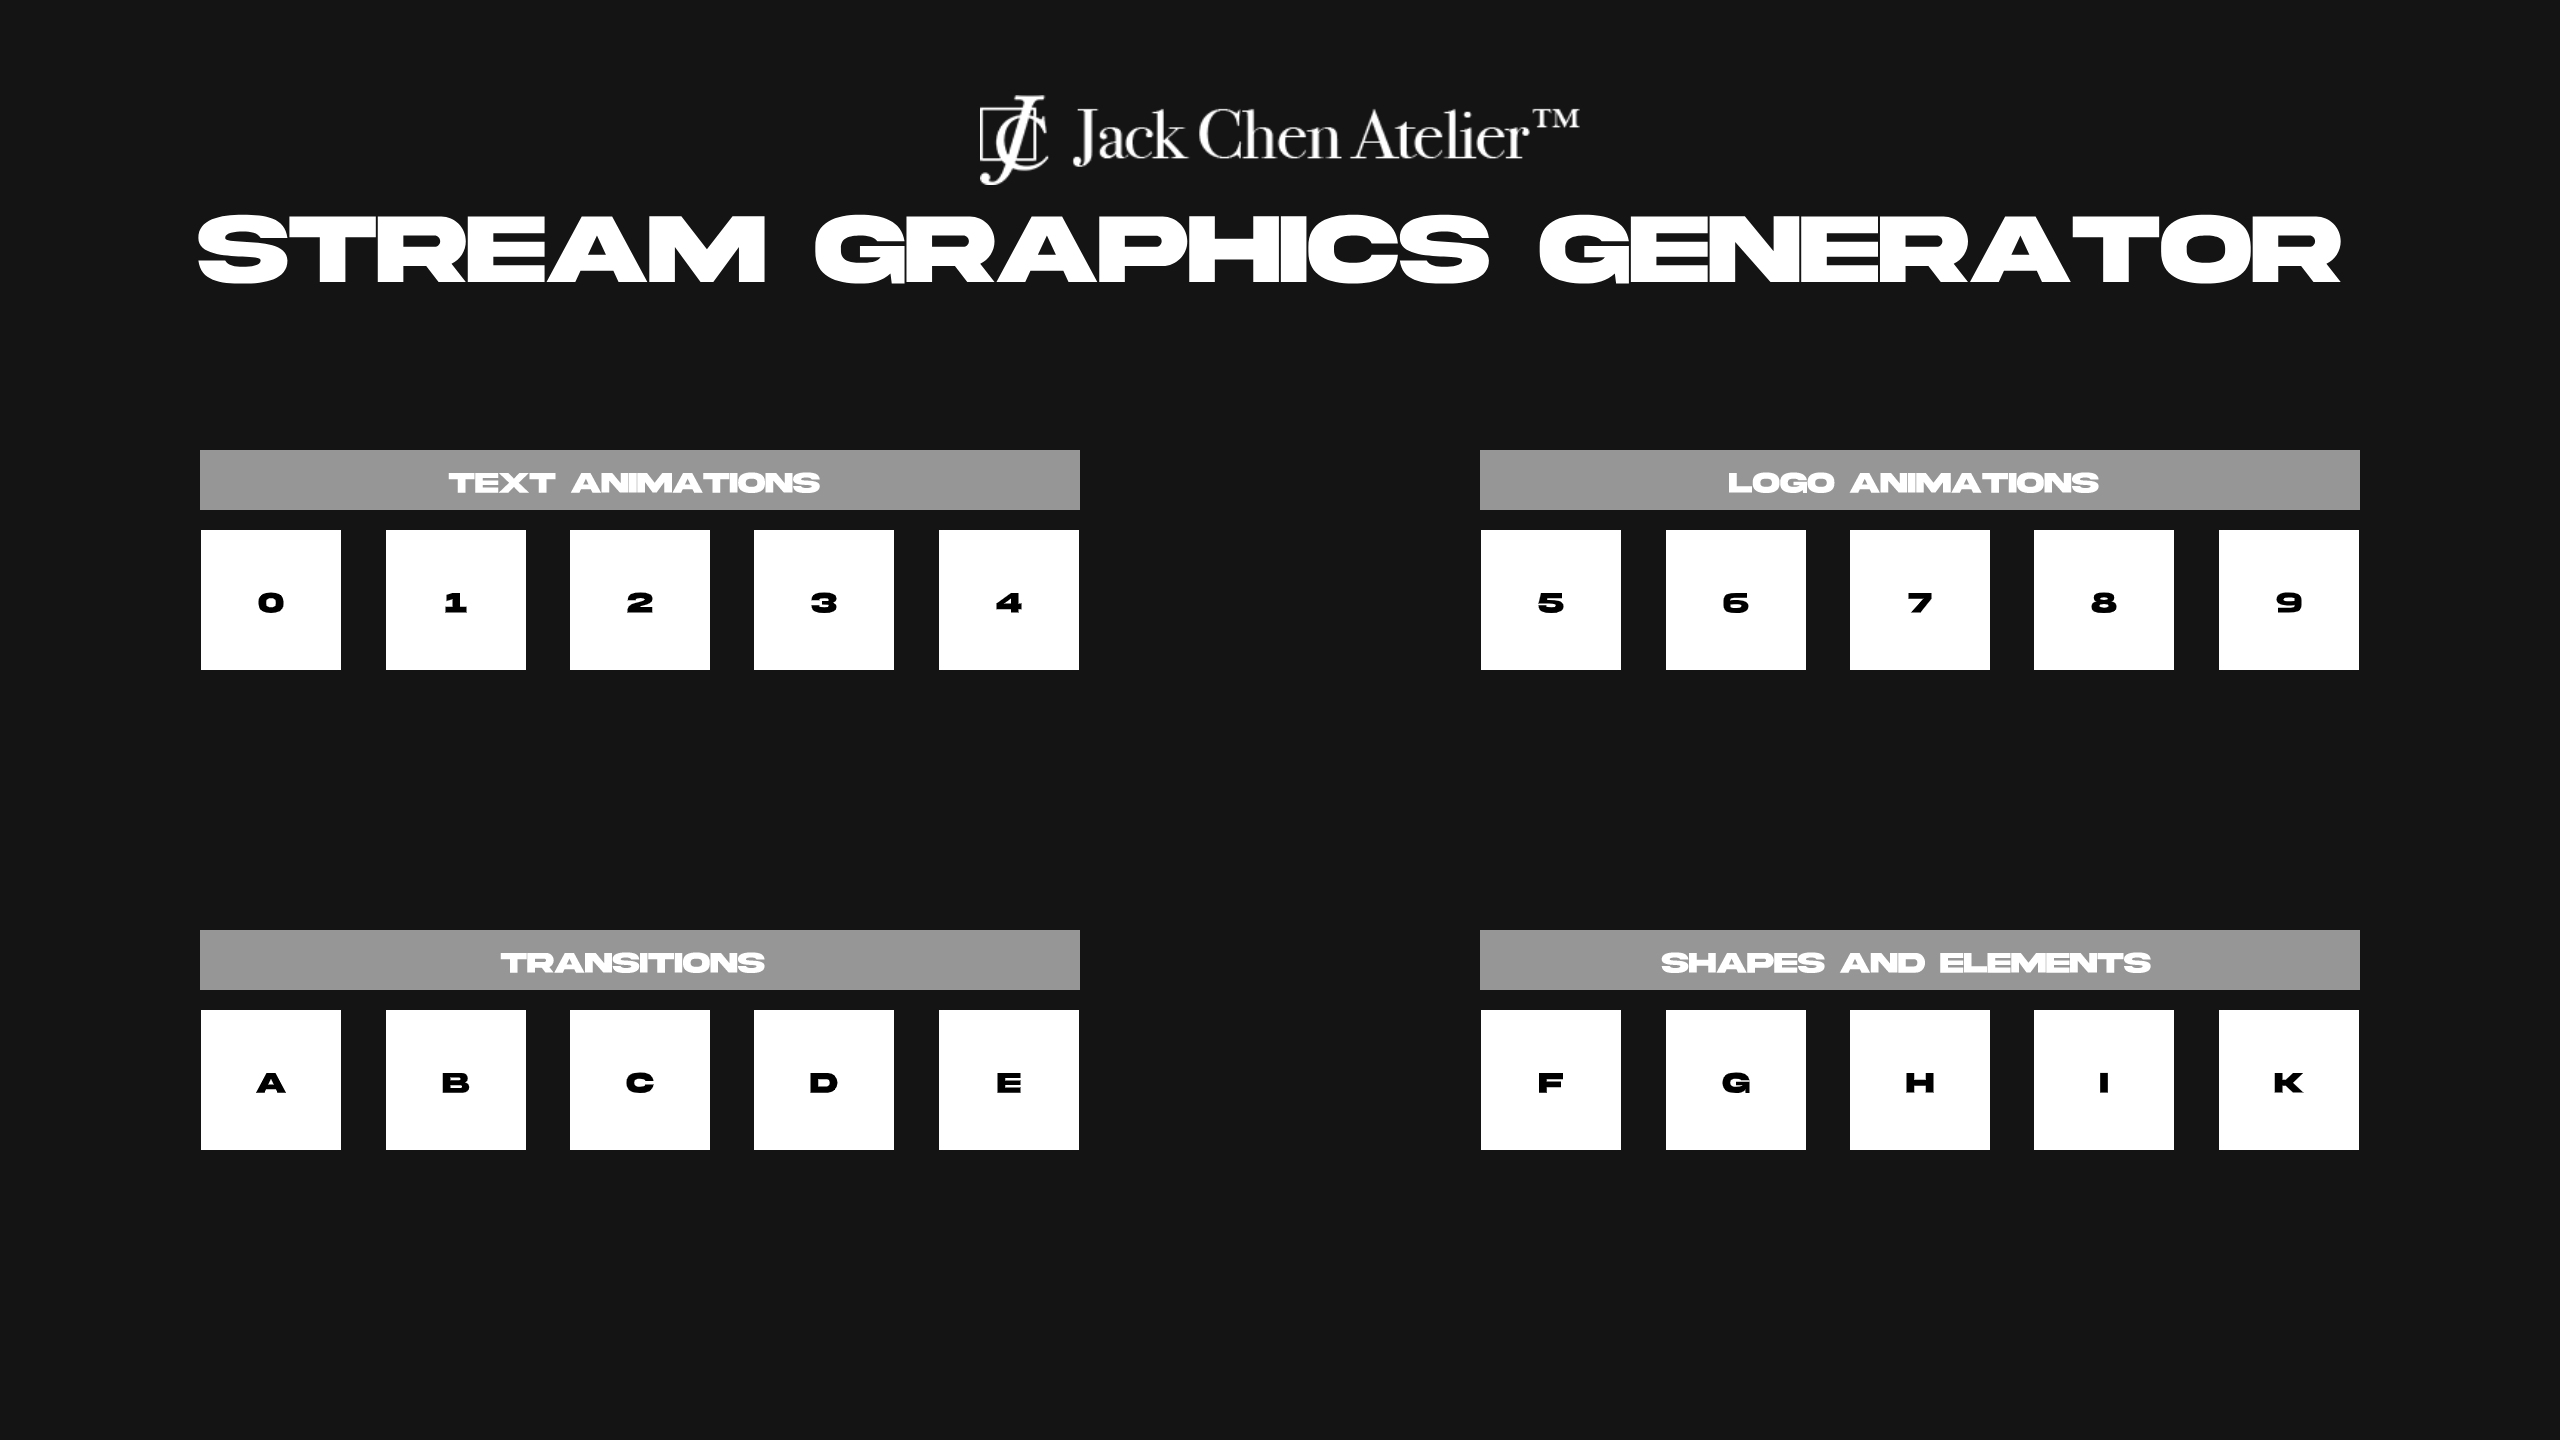 Jack Chen Atelier™
STREAM GRAPHICS GENERATOR
TEXT ANIMATIONS
0 1 2 3 4
LOGO ANIMATIONS
5 6 7 8 9
TRANSITIONS
A B C D E
SHAPES AND ELEMENTS
F G H I K